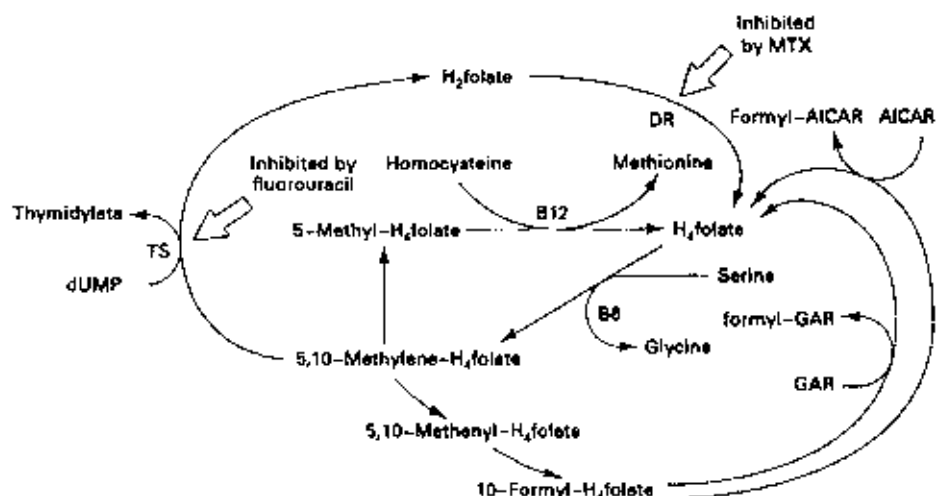 Inhibited
by MTX
H₂folate
DR
Formyl-AICAR AICAR
Inhibited by
fluorouracil
Homocysteine
Methionine
Thymidylate
B12
TS
5-Methyl-H₄folate
H₄folate
dUMP
Serine
B6
formyl-GAR
Glycine
5,10-Methylene-H₄folate
GAR
5,10-Methenyl-H₄folate
10-Formyl-H₄folate